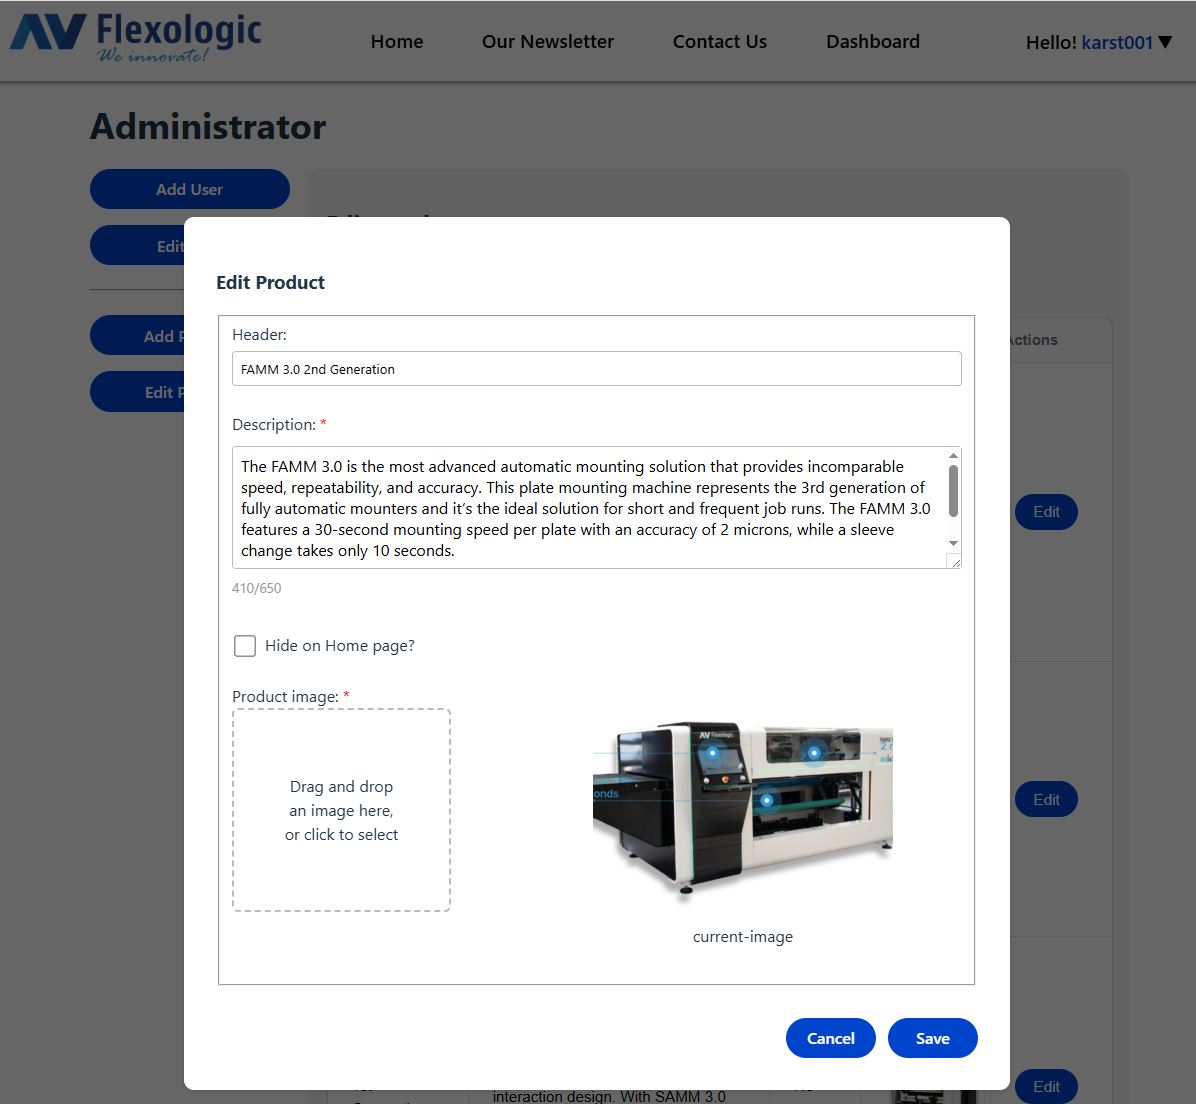 AV Flexologic
We innovate!
Home
Our Newsletter
Contact Us
Dashboard
Hello! karst001 ▼
Administrator
Add User
Edit
Add
Edit
Actions
Edit
Edit
Edit
Edit Product
Header:
FAMM 3.0 2nd Generation
Description: *
The FAMM 3.0 is the most advanced automatic mounting solution that provides incomparable
speed, repeatability, and accuracy. This plate mounting machine represents the 3rd generation of
fully automatic mounters and it's the ideal solution for short and frequent job runs. The FAMM 3.0
features a 30-second mounting speed per plate with an accuracy of 2 microns, while a sleeve
change takes only 10 seconds.
410/650
Hide on Home page?
Product image: *
Drag and drop
an image here,
or click to select
AV Flexologic
onds
current-image
Cancel
Save
interaction design. With SAMM 3.0